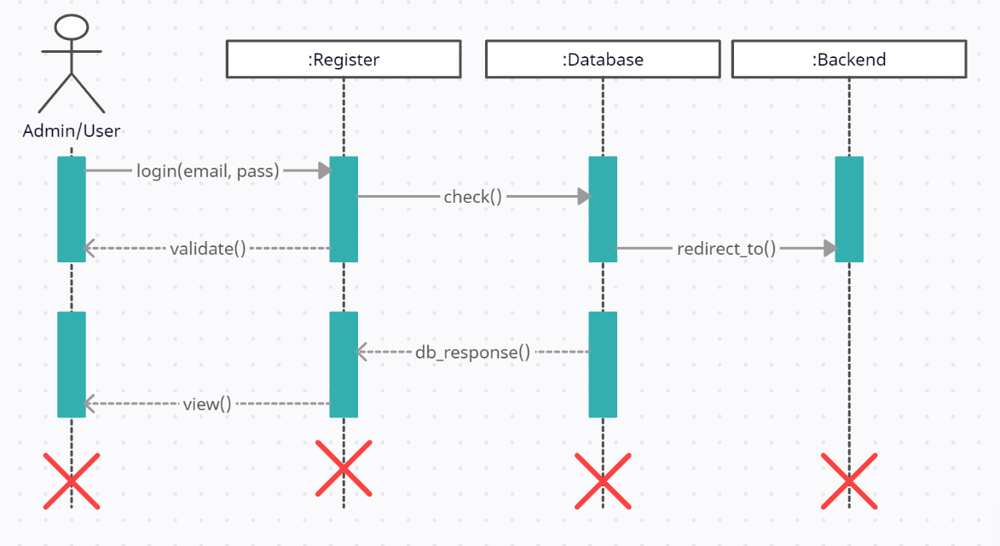 :Register
:Database
:Backend
Admin/User
login(email, pass)
check()
validate()
redirect_to()
db_response()
view()